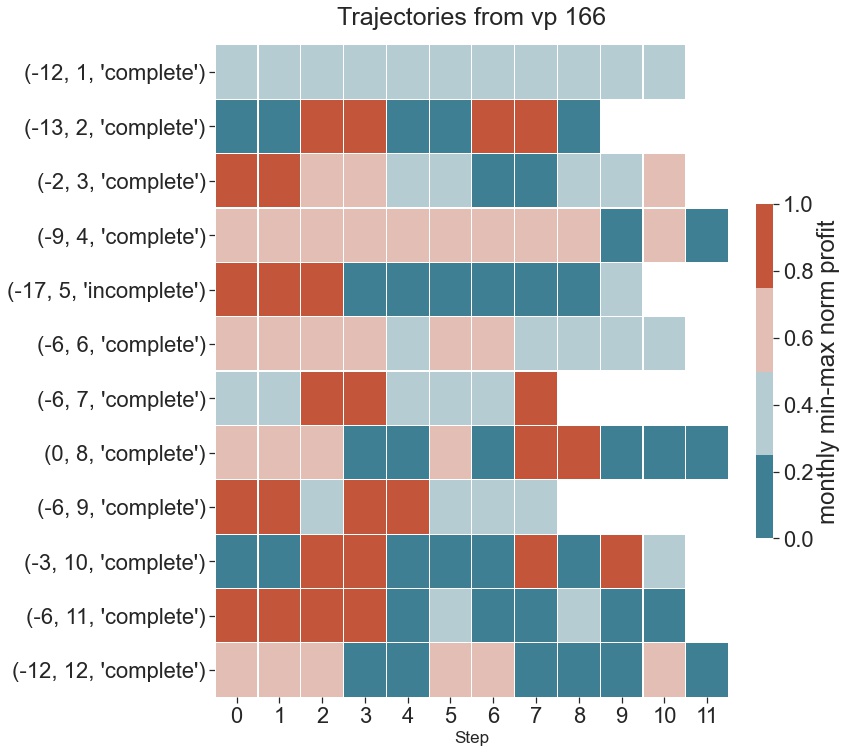 Trajectories from vp 166
(-12, 1, 'complete')
(-13, 2, 'complete')
(-2, 3, 'complete')
(-9, 4, 'complete')
(-17, 5, 'incomplete')
(-6, 6, 'complete')
(-6, 7, 'complete')
(0, 8, 'complete')
(-6, 9, 'complete')
(-3, 10, 'complete')
(-6, 11, 'complete')
(-12, 12, 'complete')
0 1 2 3 4 5 6 7 8 9 10 11
Step
1.0
0.8
0.6
0.4
0.2
0.0
monthly min-max norm profit